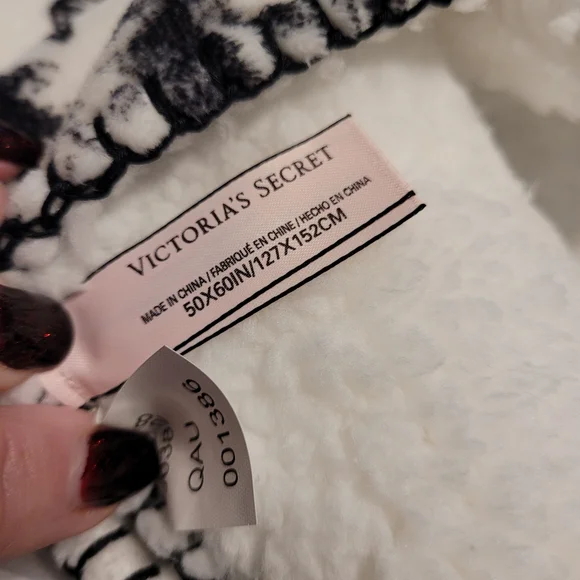 VICTORIA'S SECRET
MADE IN CHINA / FABRIQUÉ EN CHINE / HECHO EN CHINA
50X60IN/127X152CM
QAU
001386